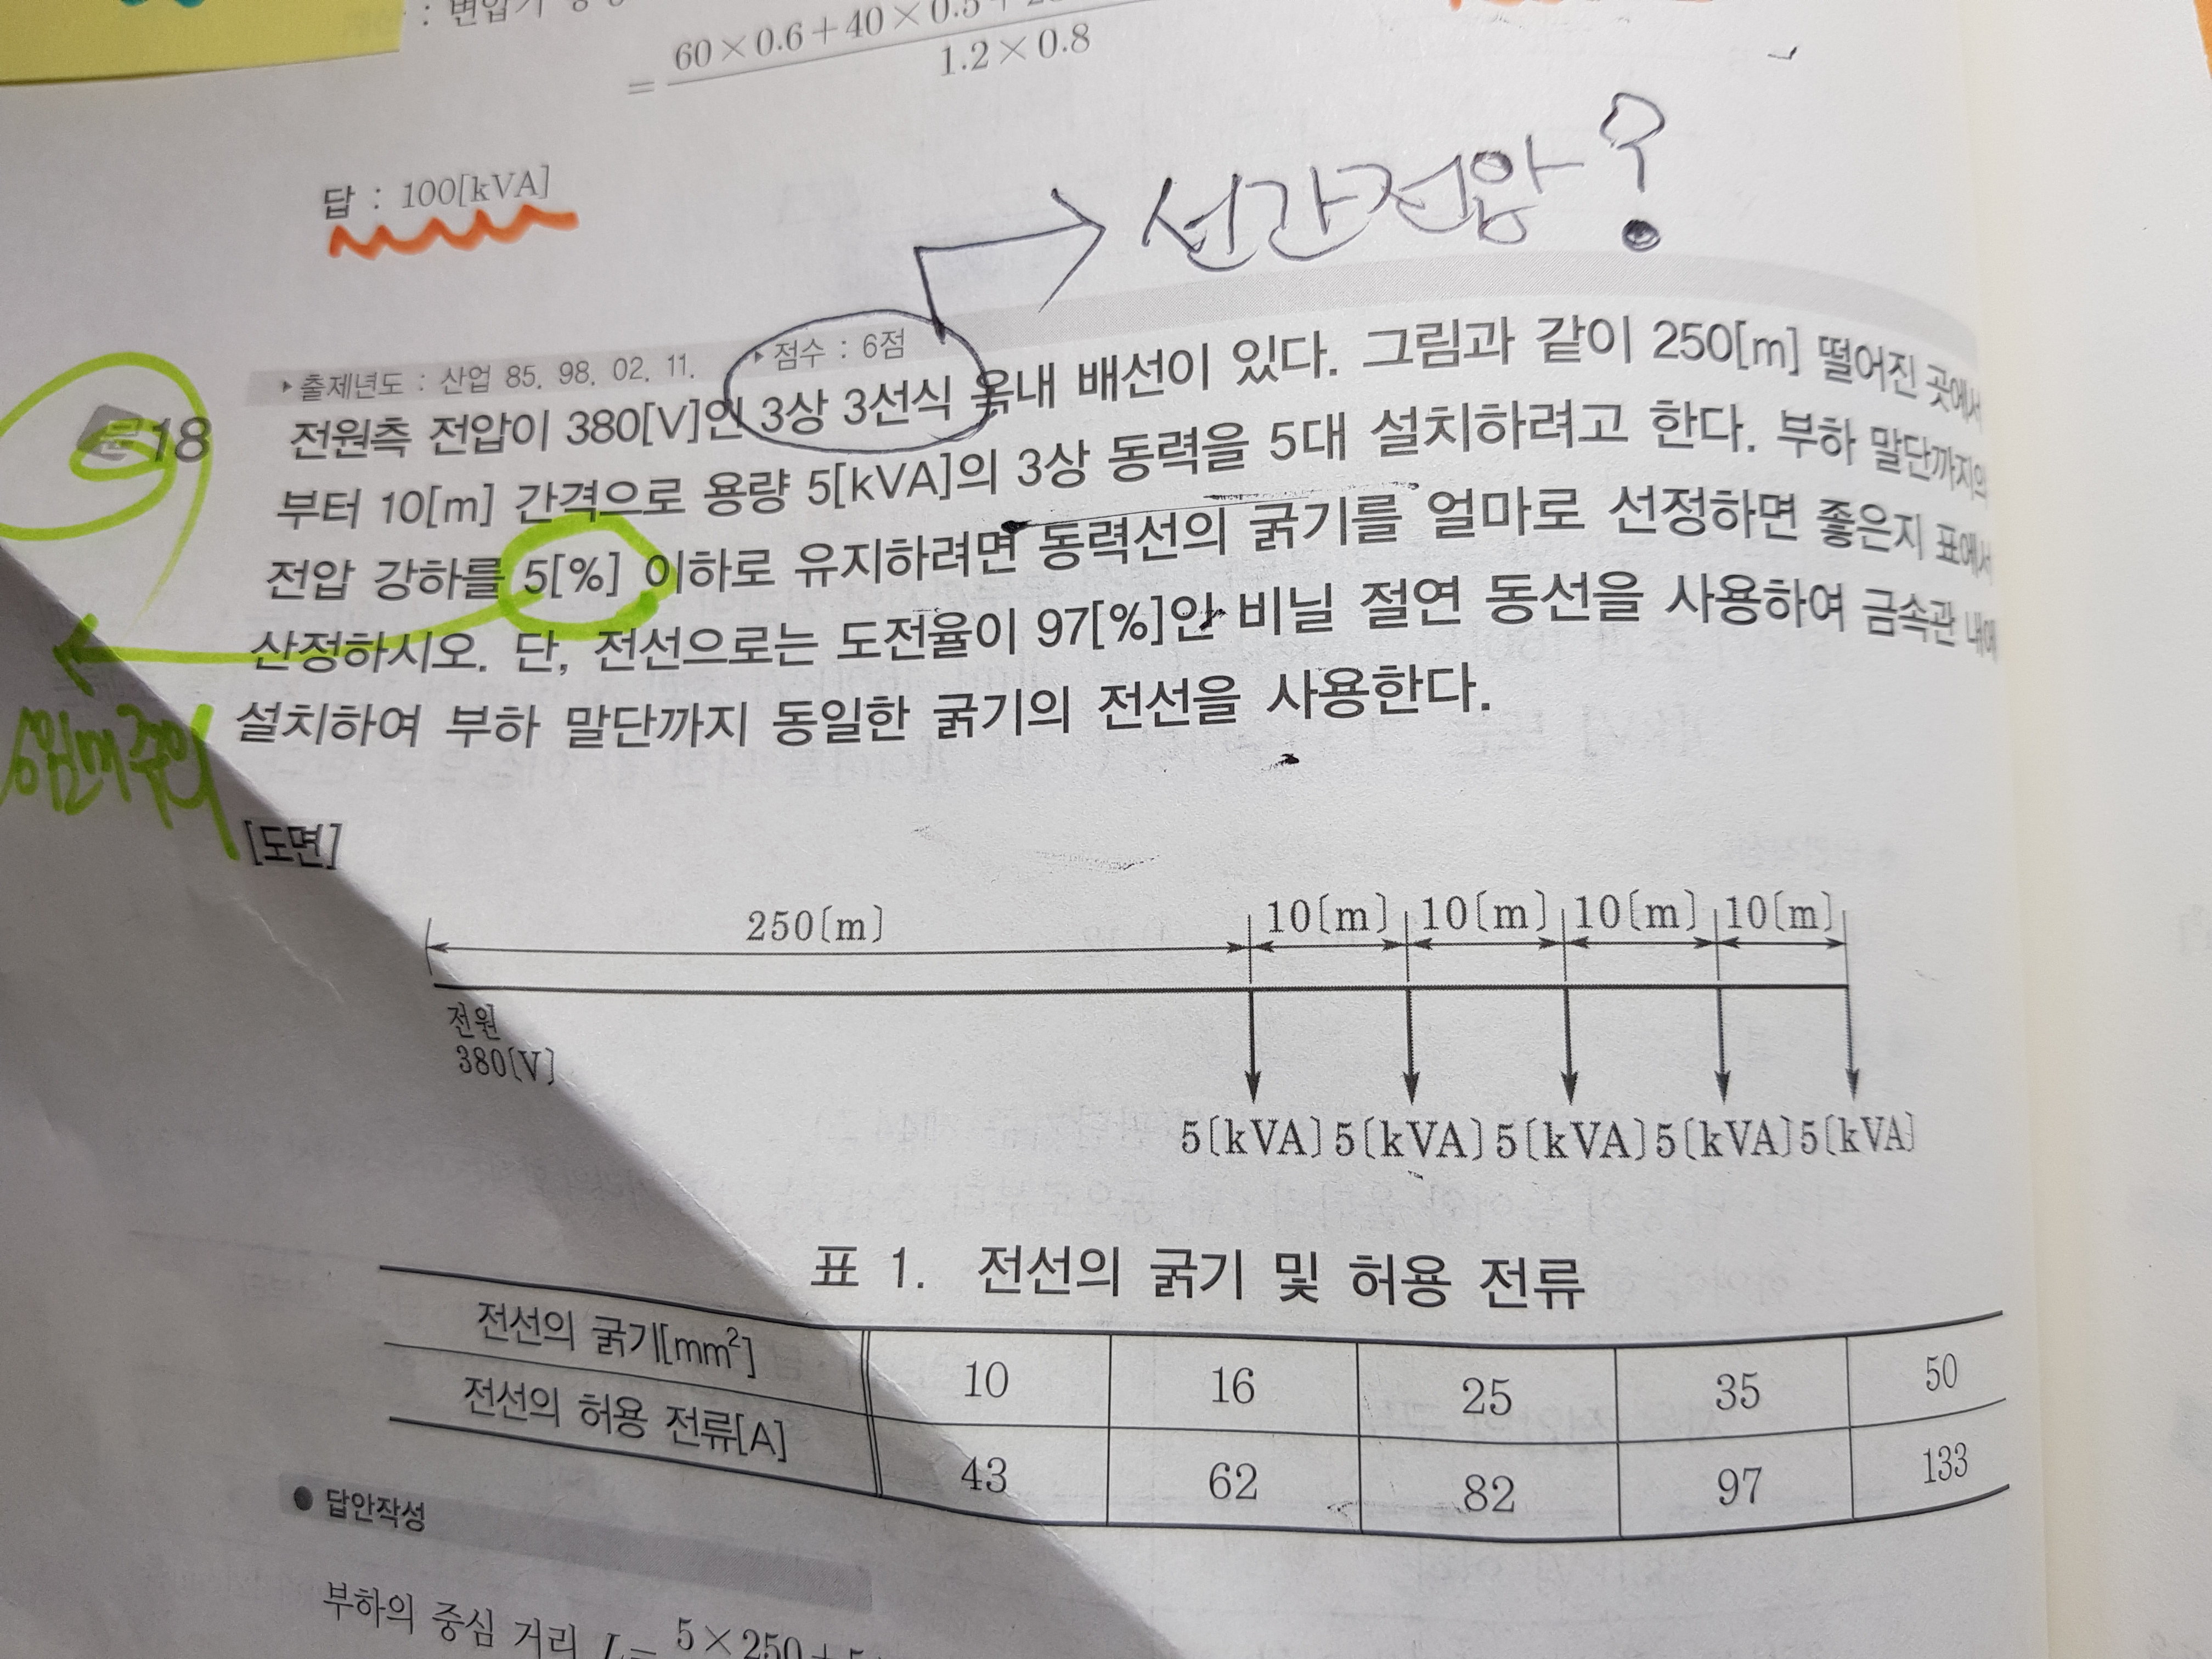 : 변압기
= 60×0.6+40×0.5+
1.2×0.8
답 : 100[kVA]
선간전압?
▸출제년도 : 산업 85. 98. 02. 11. ▸점수 : 6점
문18 전원측 전압이 380[V]인 3상 3선식 옥내 배선이 있다. 그림과 같이 250[m] 떨어진 곳에서
부터 10[m] 간격으로 용량 5[kVA]의 3상 동력을 5대 설치하려고 한다. 부하 말단까지의
전압 강하를 5[%] 이하로 유지하려면 동력선의 굵기를 얼마로 선정하면 좋은지 표에서
산정하시오. 단, 전선으로는 도전율이 97[%]인 비닐 절연 동선을 사용하여 금속관 내에
설치하여 부하 말단까지 동일한 굵기의 전선을 사용한다.
주의
[도면]
250[m] 10[m] 10[m] 10[m] 10[m]
전원
380[V]
5[kVA] 5[kVA] 5[kVA] 5[kVA] 5[kVA]
표 1. 전선의 굵기 및 허용 전류
전선의 굵기[mm²] 10 16 25 35 50
전선의 허용 전류[A] 43 62 82 97 133
● 답안작성
부하의 중심 거리 L= 5×250+5